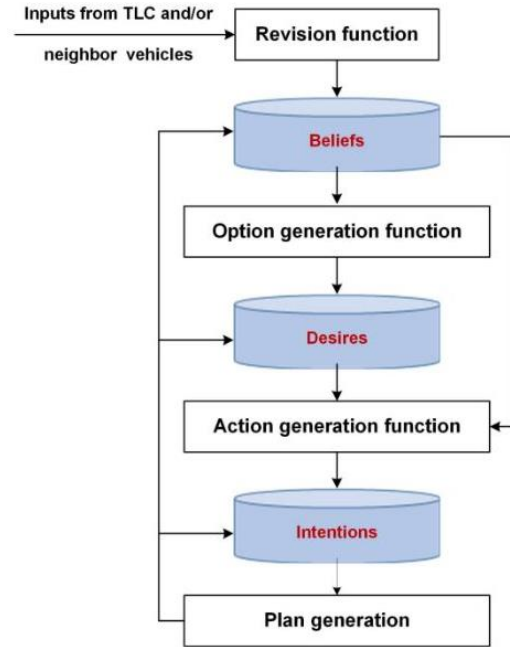 Inputs from TLC and/or
neighbor vehicles
Revision function
Beliefs
Option generation function
Desires
Action generation function
Intentions
Plan generation